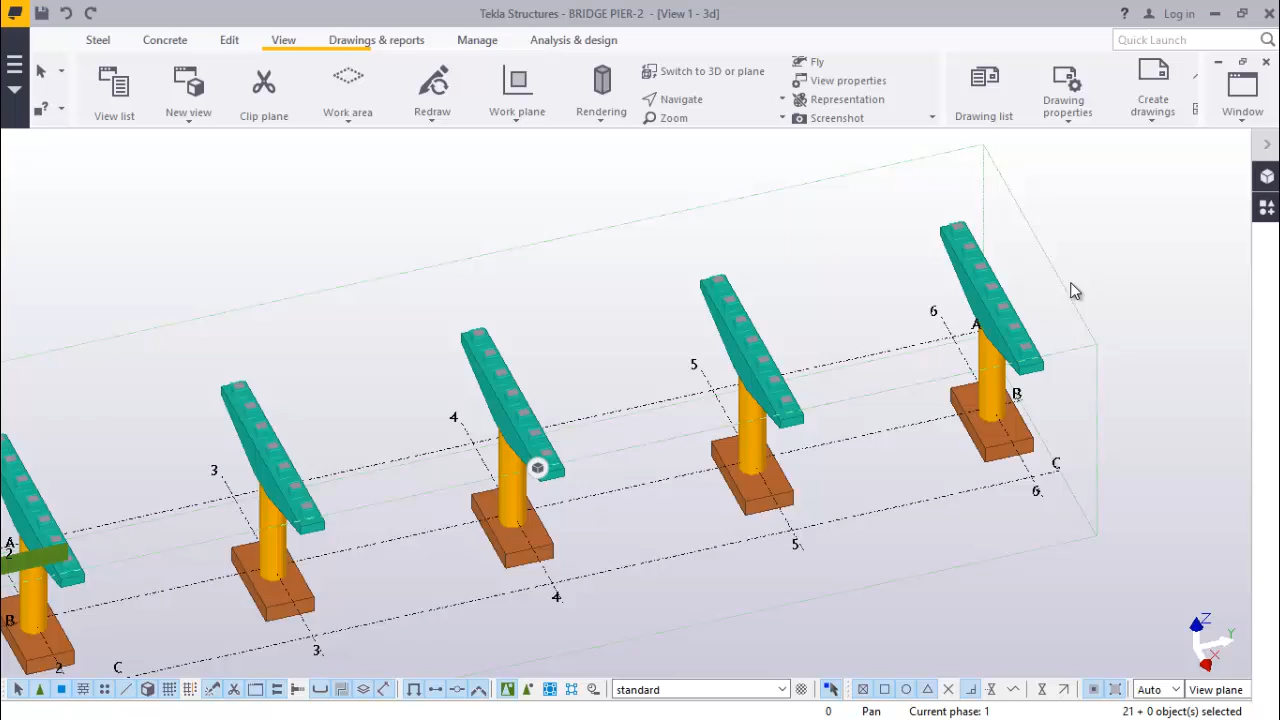 Tekla Structures - BRIDGE PIER-2 - [View 1 - 3d]
? Log in
Steel Concrete Edit View Drawings & reports Manage Analysis & design
Quick Launch
View list
New view
Clip plane
Work area
Redraw
Work plane
Rendering
Switch to 3D or plane
Navigate
Zoom
Fly
View properties
Representation
Screenshot
Drawing list
Drawing
properties
Create
drawings
Window
6
A
5
B
4
C
6
3
5
A
2
4
B
3
C
2
Z
Y
X
standard
Auto
View plane
0 Pan Current phase: 1 21 + 0 object(s) selected